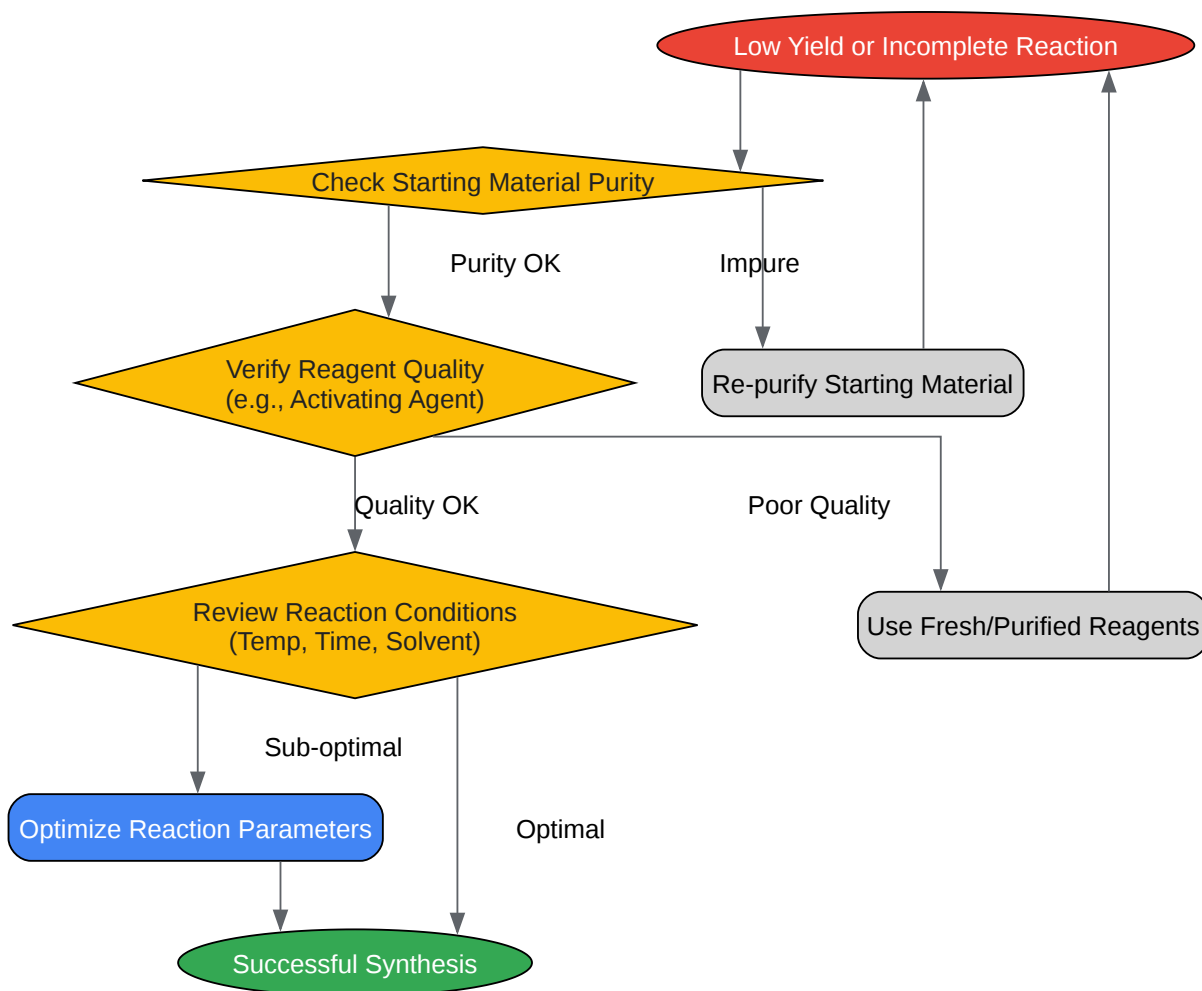 Low Yield or Incomplete Reaction
Check Starting Material Purity
Purity OK
Impure
Verify Reagent Quality
(e.g., Activating Agent)
Re-purify Starting Material
Quality OK
Poor Quality
Review Reaction Conditions
(Temp, Time, Solvent)
Use Fresh/Purified Reagents
Sub-optimal
Optimize Reaction Parameters
Optimal
Successful Synthesis